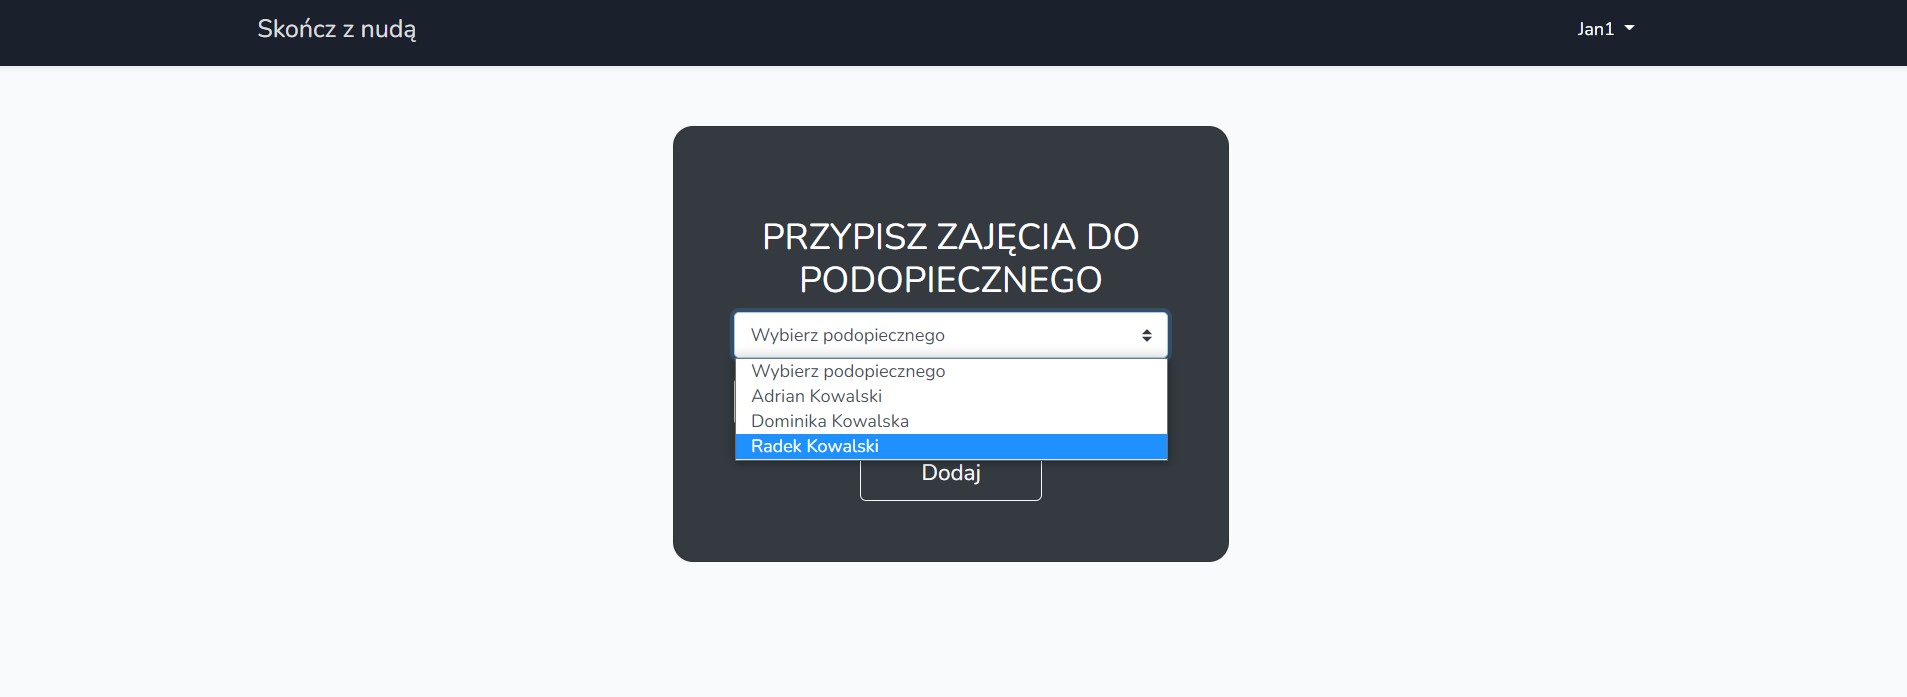 Skończ z nudą
Jan1
PRZYPISZ ZAJĘCIA DO
PODOPIECZNEGO
Wybierz podopiecznego
Wybierz podopiecznego
Adrian Kowalski
Dominika Kowalska
Radek Kowalski
Dodaj